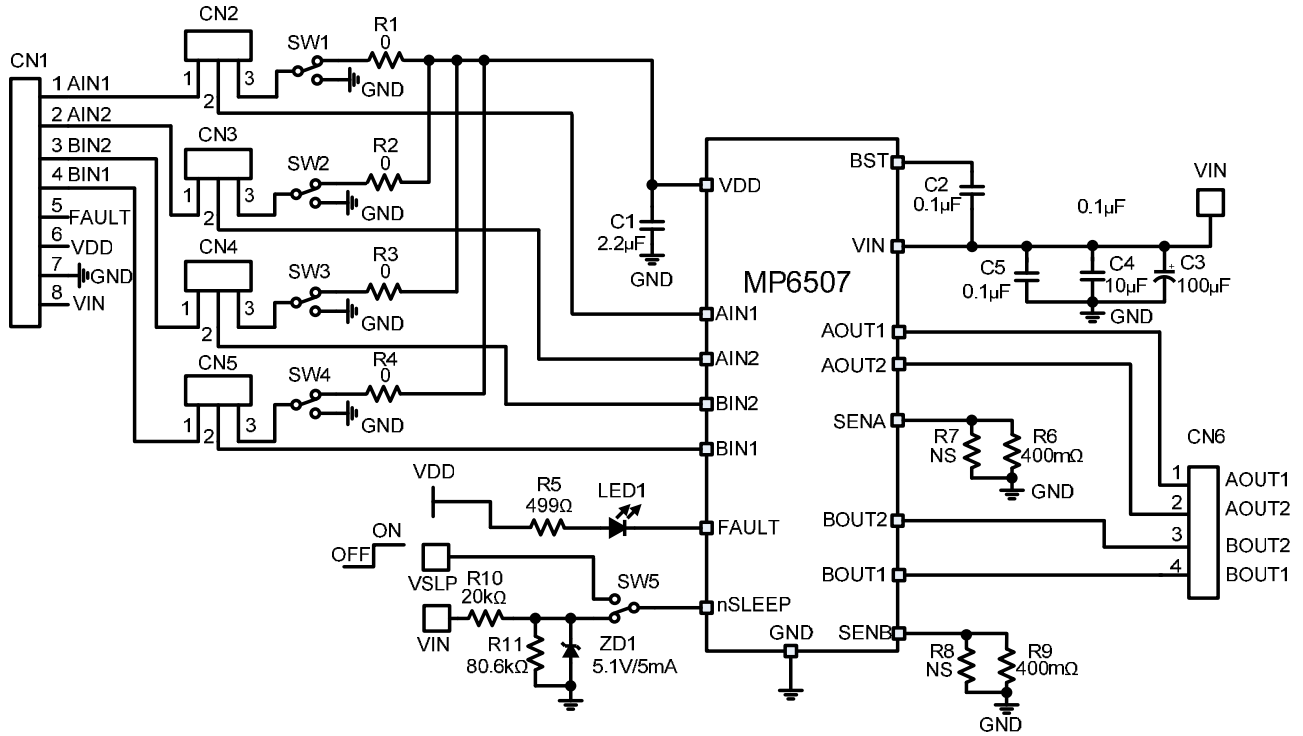 CN2
R1
0
SW1
CN1
1
3
GND
1 AIN1
2
2 AIN2
CN3
R2
0
3 BIN2
SW2
4 BIN1
1
3
GND
2
5
FAULT
6
VDD
7
GND
8
VIN
CN4
R3
0
SW3
1
3
GND
2
CN5
R4
0
SW4
1
3
GND
2
C1
2.2µF
GND
MP6507
VDD
AIN1
AIN2
BIN2
BIN1
FAULT
nSLEEP
GND
BST
VIN
AOUT1
AOUT2
SENA
BOUT2
BOUT1
SENB
C2
0.1µF
0.1µF
VIN
C5
0.1µF
C4
10µF
+
C3
100µF
GND
R7
NS
R6
400mΩ
GND
CN6
1
AOUT1
2
AOUT2
3
BOUT2
4
BOUT1
R8
NS
R9
400mΩ
GND
VDD
R5
499Ω
LED1
ON
OFF
VSLP
SW5
R10
20kΩ
VIN
R11
80.6kΩ
ZD1
5.1V/5mA